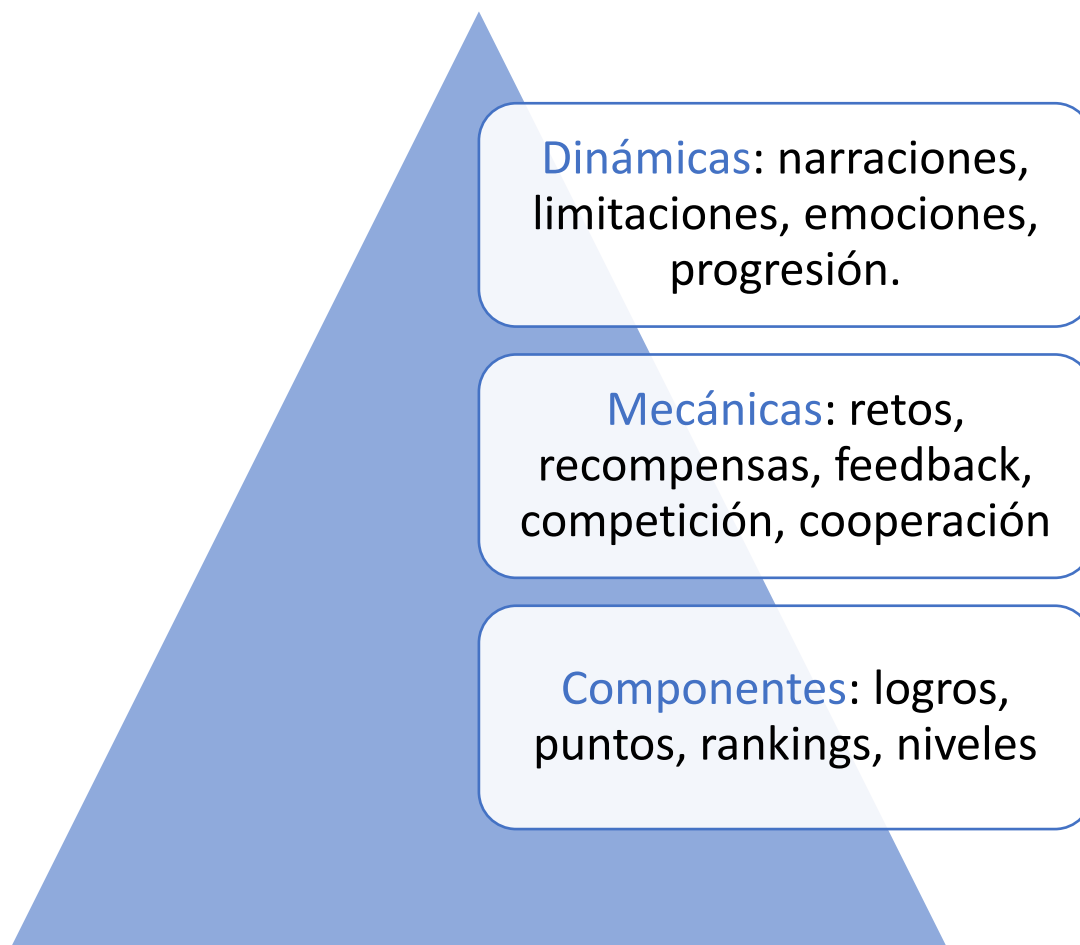 Dinámicas: narraciones,
limitaciones, emociones,
progresión.
Mecánicas: retos,
recompensas, feedback,
competición, cooperación
Componentes: logros,
puntos, rankings, niveles